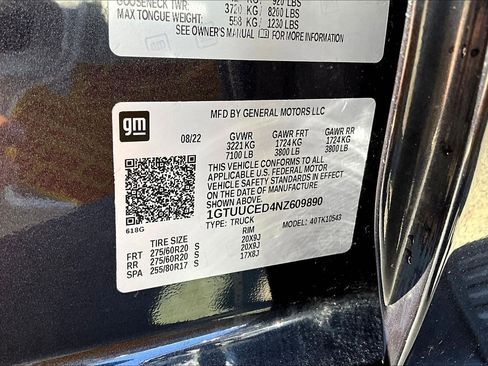 GOOSENECK TWR: KG 920 LBS
3720 KG 8200 LBS
MAX TONGUE WEIGHT: 558 KG 1230 LBS
SEE OWNER'S MANUAL FOR MORE INFORMATION
gm
MFD BY GENERAL MOTORS LLC
08/22 GVWR GAWR FRT GAWR RR
3221 KG 1724 KG 1724 KG
7100 LB 3800 LB 3800 LB
THIS VEHICLE CONFORMS TO ALL
APPLICABLE U.S. FEDERAL MOTOR
VEHICLE SAFETY STANDARDS IN EFFECT
ON THE DATE OF MANUFACTURE
SHOWN ABOVE.
1GTUUCED4NZ609890
618G
TYPE: TRUCK MODEL: 40TK10543
TIRE SIZE RIM
FRT 275/60R20 S 20X9J
RR 275/60R20 S 20X9J
SPA 255/80R17 S 17X8J